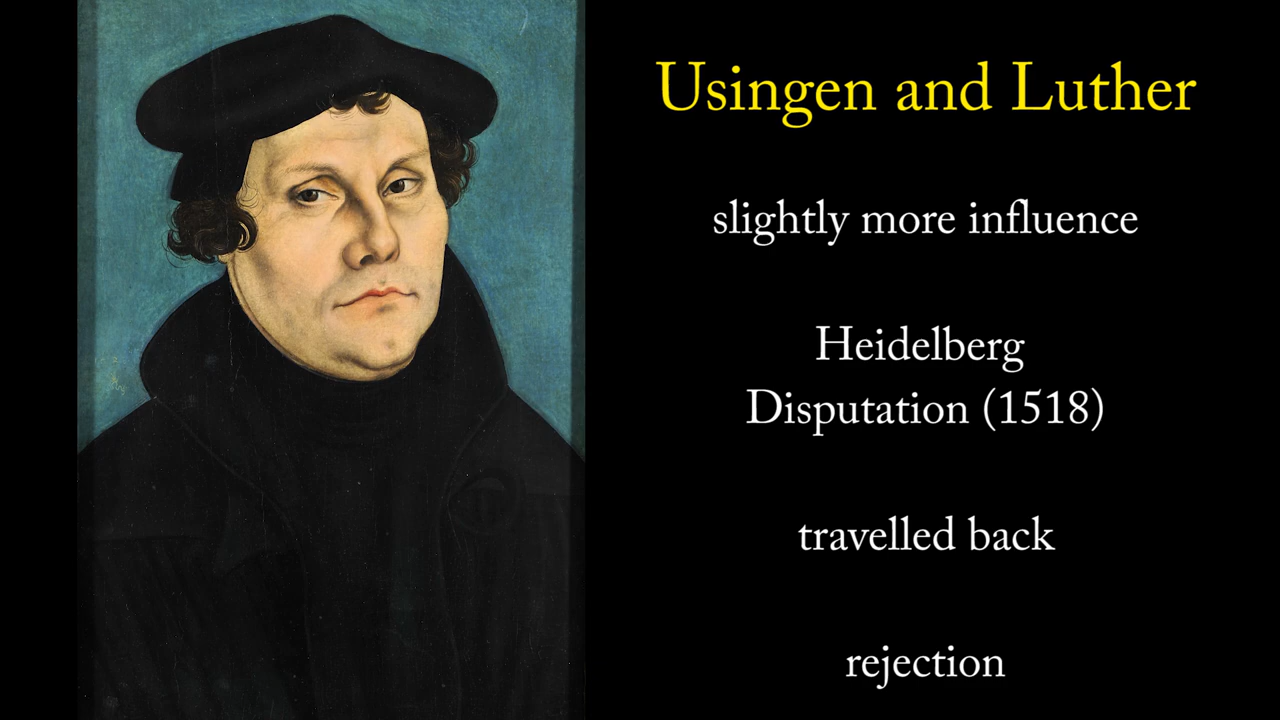 Usingen and Luther
slightly more influence
Heidelberg
Disputation (1518)
travelled back
rejection